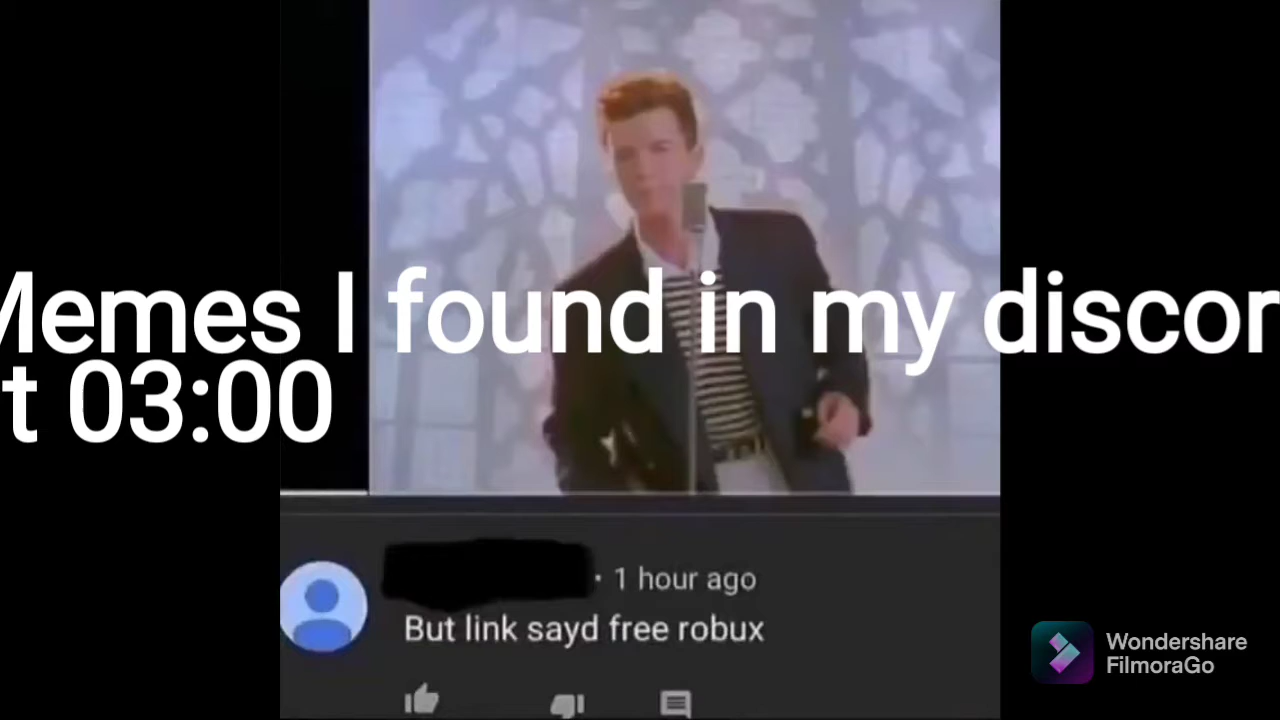 Memes I found in my discor
t 03:00
· 1 hour ago
But link sayd free robux
Wondershare
FilmoraGo